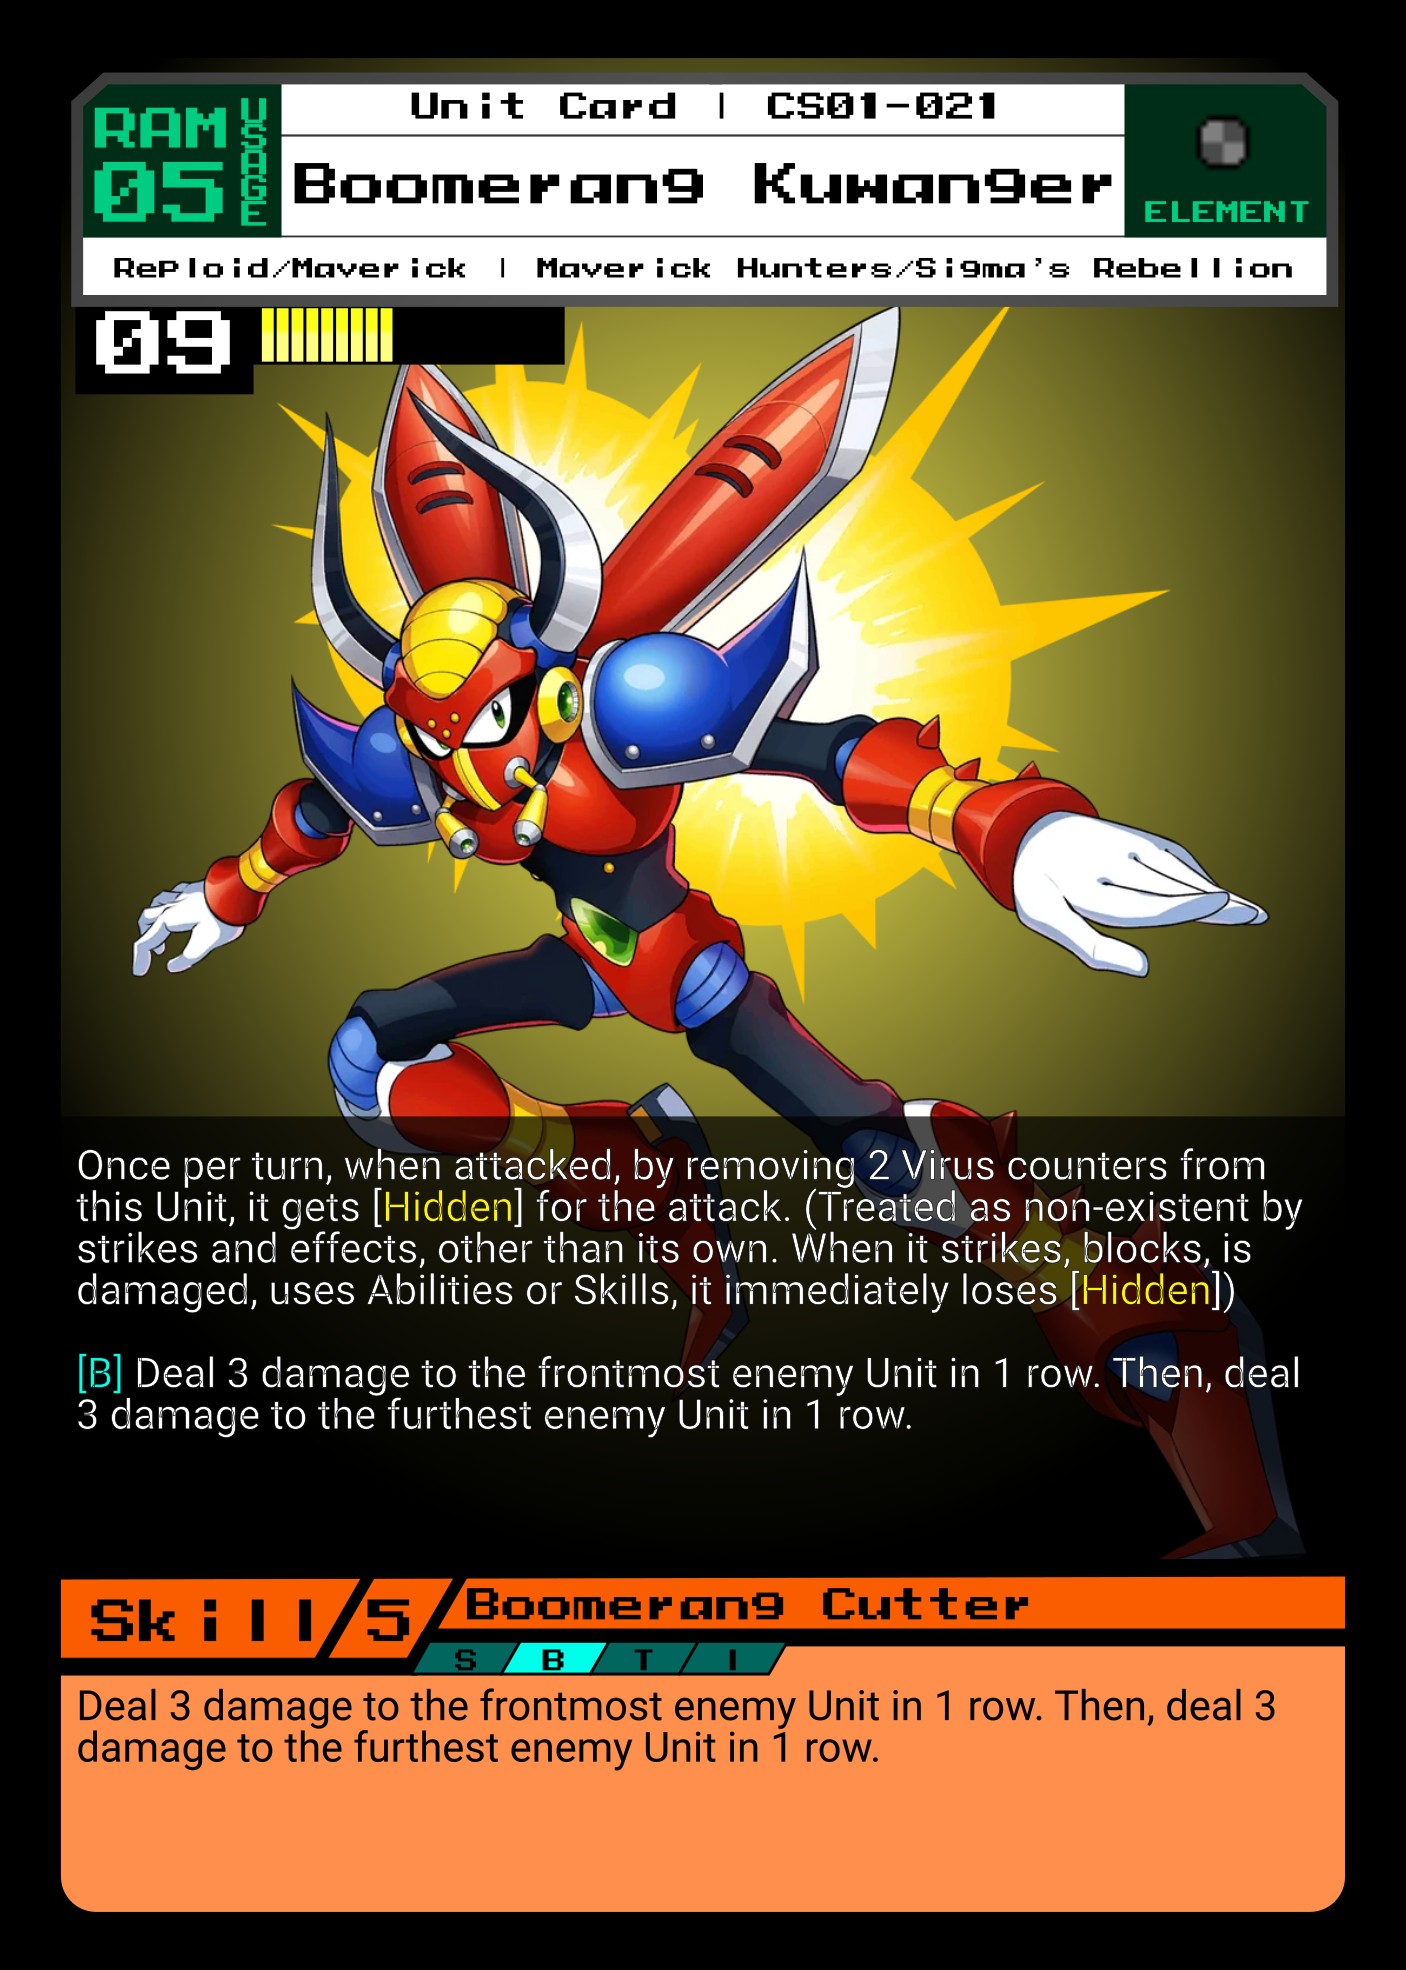 RAM 05 USAGE
Unit Card | CS01-021
Boomerang Kuwanger
ELEMENT
Reploid/Maverick | Maverick Hunters/Sigma's Rebellion
09
Once per turn, when attacked, by removing 2 Virus counters from
this Unit, it gets [Hidden] for the attack. (Treated as non-existent by
strikes and effects, other than its own. When it strikes, blocks, is
damaged, uses Abilities or Skills, it immediately loses [Hidden])
[B] Deal 3 damage to the frontmost enemy Unit in 1 row. Then, deal
3 damage to the furthest enemy Unit in 1 row.
Skill/5 Boomerang Cutter
S B T I
Deal 3 damage to the frontmost enemy Unit in 1 row. Then, deal 3
damage to the furthest enemy Unit in 1 row.